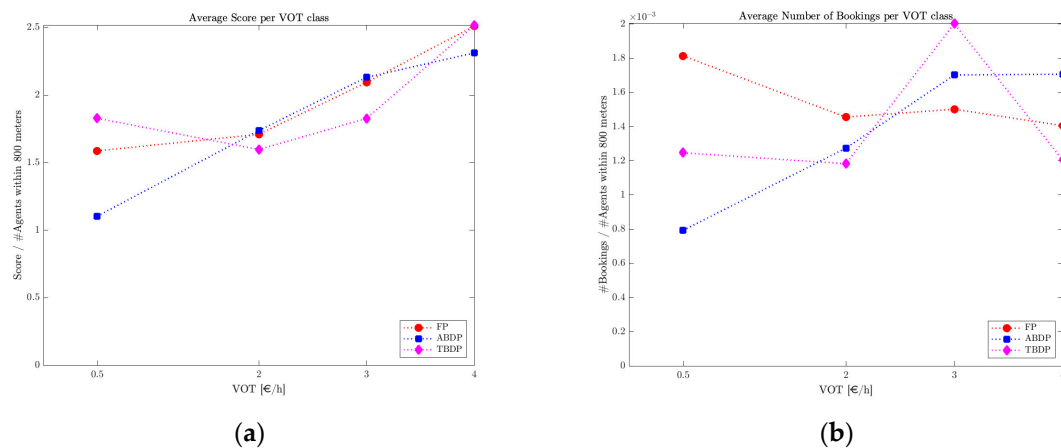 Average Score per VOT class
2.5
2
1.5
1
0.5
0
Score / #Agents within 800 meters
0.5 2 3 4
VOT [€/h]
FP
ABDP
TBDP
(a)
Average Number of Bookings per VOT class
×10⁻³
2
1.8
1.6
1.4
1.2
1
0.8
0.6
0.4
0.2
0
#Bookings / #Agents within 800 meters
0.5 2 3
VOT [€/h]
FP
ABDP
TBDP
(b)